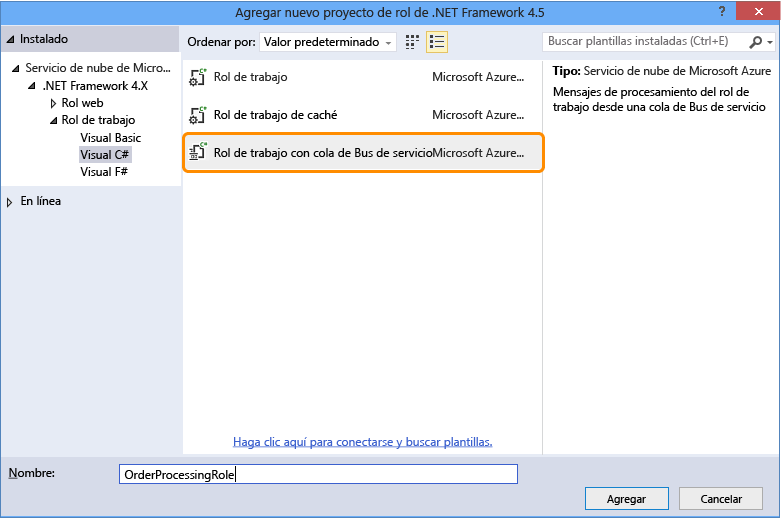 Agregar nuevo proyecto de rol de .NET Framework 4.5
Instalado
Ordenar por: Valor predeterminado
Buscar plantillas instaladas (Ctrl+E)
Servicio de nube de Micro...
.NET Framework 4.X
Rol web
Rol de trabajo
Visual Basic
Visual C#
Visual F#
En línea
Rol de trabajo Microsoft Azure...
Rol de trabajo de caché Microsoft Azure...
Rol de trabajo con cola de Bus de servicio Microsoft Azure...
Tipo: Servicio de nube de Microsoft Azure
Mensajes de procesamiento del rol de
trabajo desde una cola de Bus de servicio
Haga clic aquí para conectarse y buscar plantillas.
Nombre: OrderProcessingRole
Agregar Cancelar